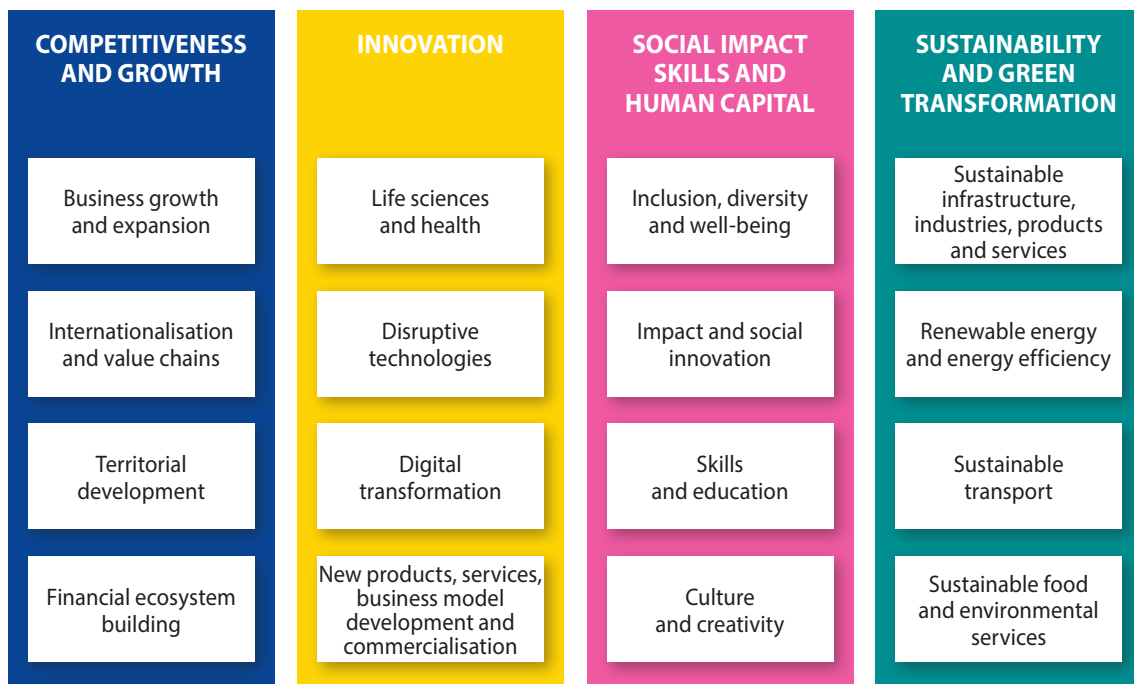 COMPETITIVENESS
AND GROWTH
Business growth
and expansion
Internationalisation
and value chains
Territorial
development
Financial ecosystem
building
INNOVATION
Life sciences
and health
Disruptive
technologies
Digital
transformation
New products, services,
business model
development and
commercialisation
SOCIAL IMPACT
SKILLS AND
HUMAN CAPITAL
Inclusion, diversity
and well-being
Impact and social
innovation
Skills
and education
Culture
and creativity
SUSTAINABILITY
AND GREEN
TRANSFORMATION
Sustainable
infrastructure,
industries, products
and services
Renewable energy
and energy efficiency
Sustainable
transport
Sustainable food
and environmental
services